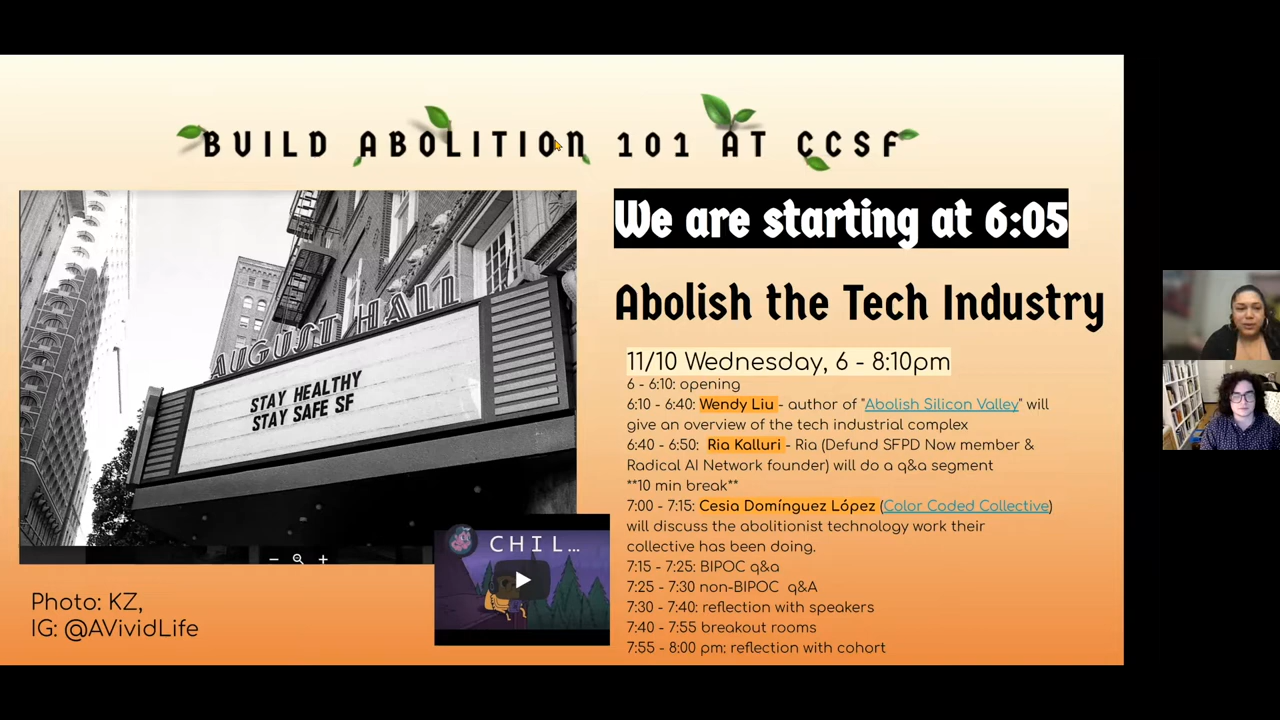 BUILD ABOLITION 101 AT CCSF
We are starting at 6:05
AUGUST HALL
STAY HEALTHY
STAY SAFE SF
Abolish the Tech Industry
11/10 Wednesday, 6 - 8:10pm
6 - 6:10: opening
6:10 - 6:40: Wendy Liu - author of "Abolish Silicon Valley" will
give an overview of the tech industrial complex
6:40 - 6:50: Ria Kalluri - Ria (Defund SFPD Now member &
Radical AI Network founder) will do a q&a segment
**10 min break**
7:00 - 7:15: Cesia Domínguez López (Color Coded Collective)
will discuss the abolitionist technology work their
collective has been doing.
7:15 - 7:25: BIPOC q&a
7:25 - 7:30 non-BIPOC q&A
7:30 - 7:40: reflection with speakers
7:40 - 7:55 breakout rooms
7:55 - 8:00 pm: reflection with cohort
CHIL...
Photo: KZ,
IG: @AVividLife